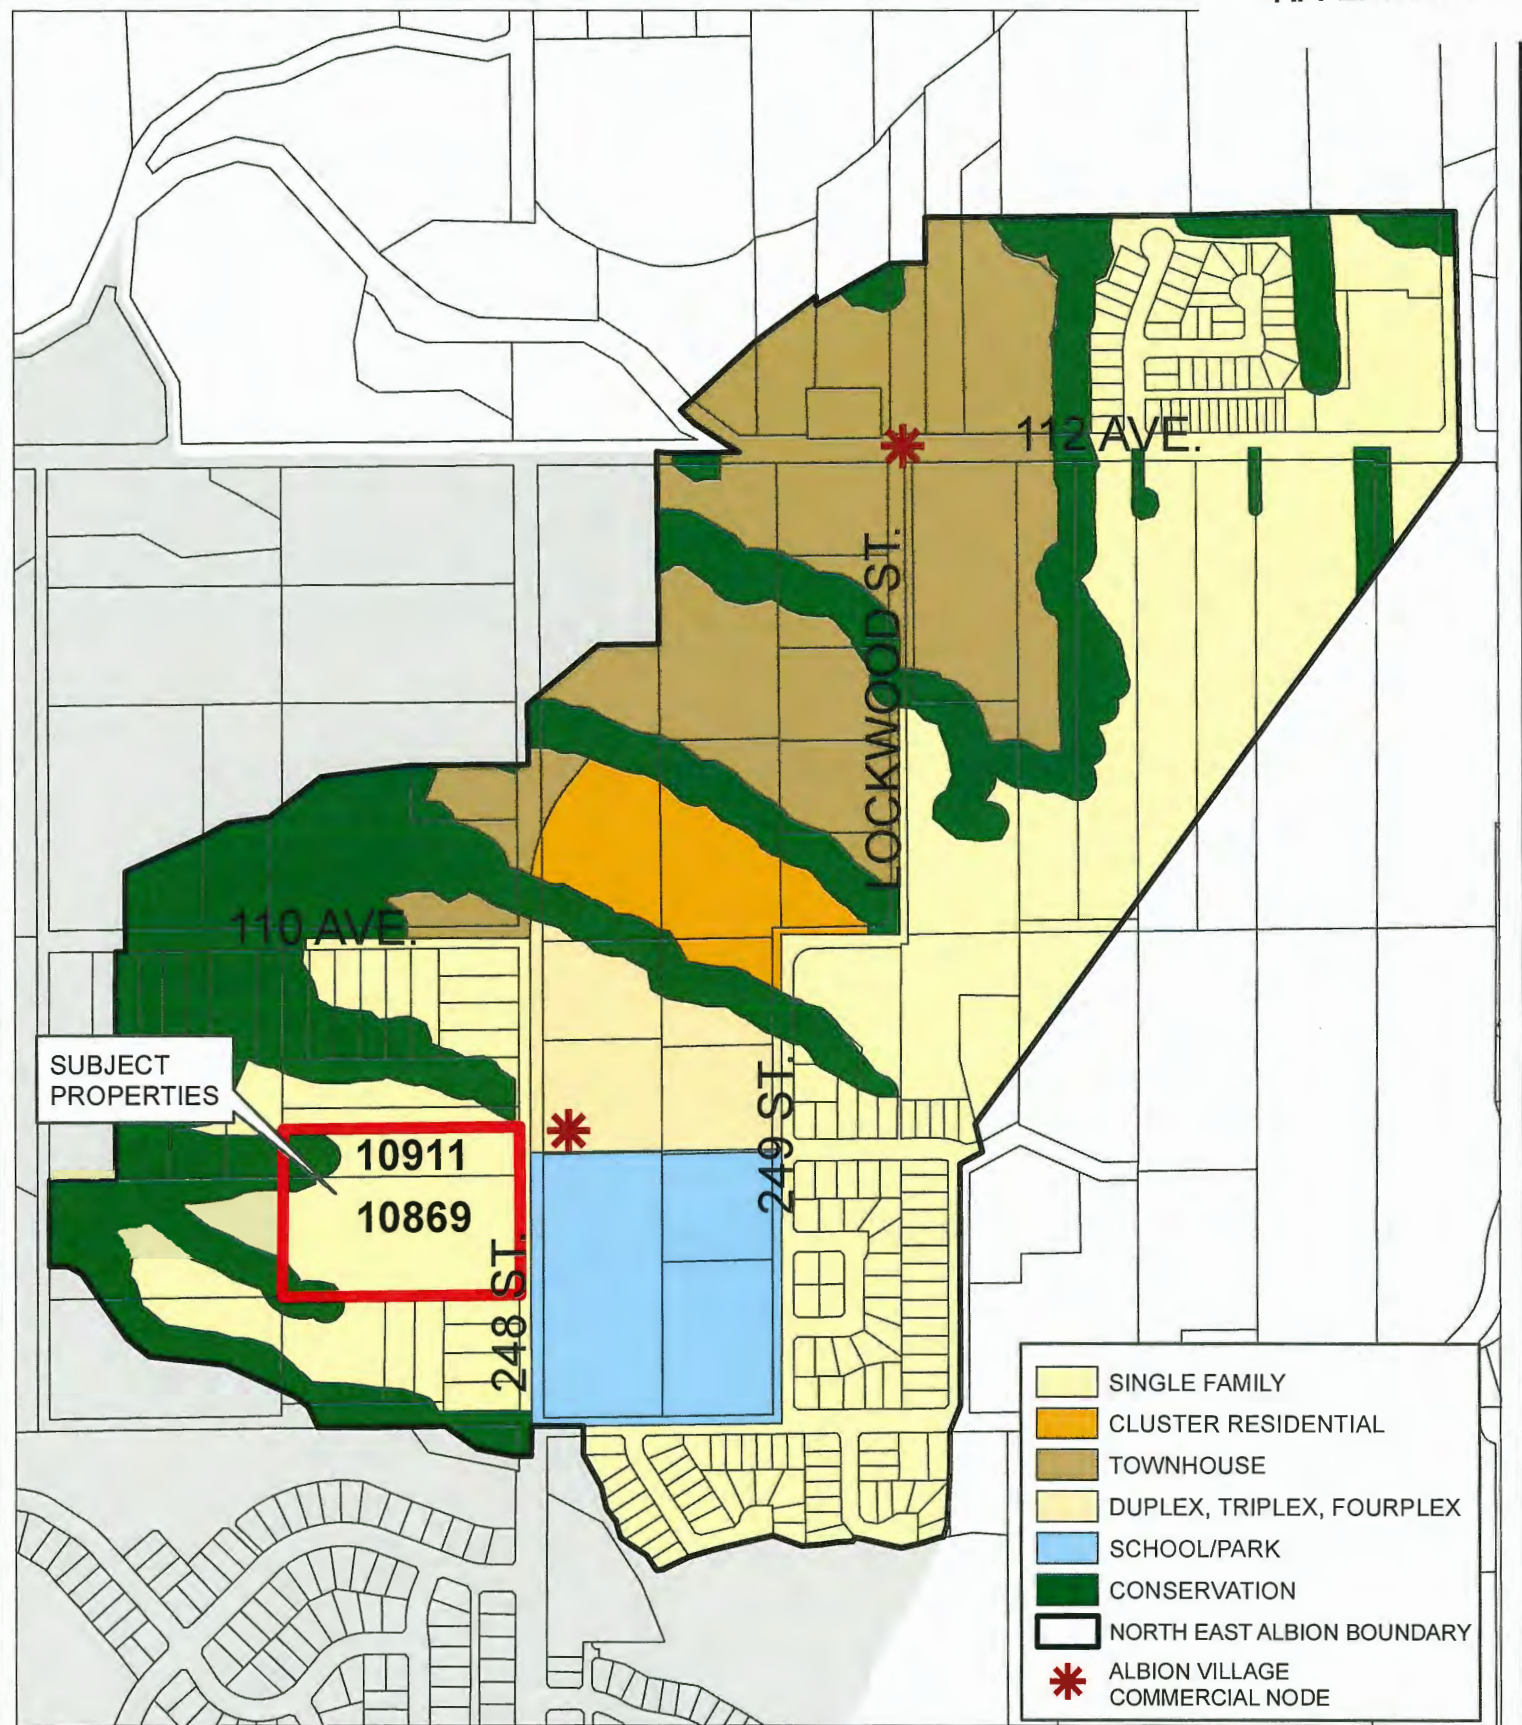 112 AVE.
LOCKWOOD ST.
110 AVE.
SUBJECT
PROPERTIES
249 ST.
10911
10869
248 ST.
SINGLE FAMILY
CLUSTER RESIDENTIAL
TOWNHOUSE
DUPLEX, TRIPLEX, FOURPLEX
SCHOOL/PARK
CONSERVATION
NORTH EAST ALBION BOUNDARY
ALBION VILLAGE
COMMERCIAL NODE